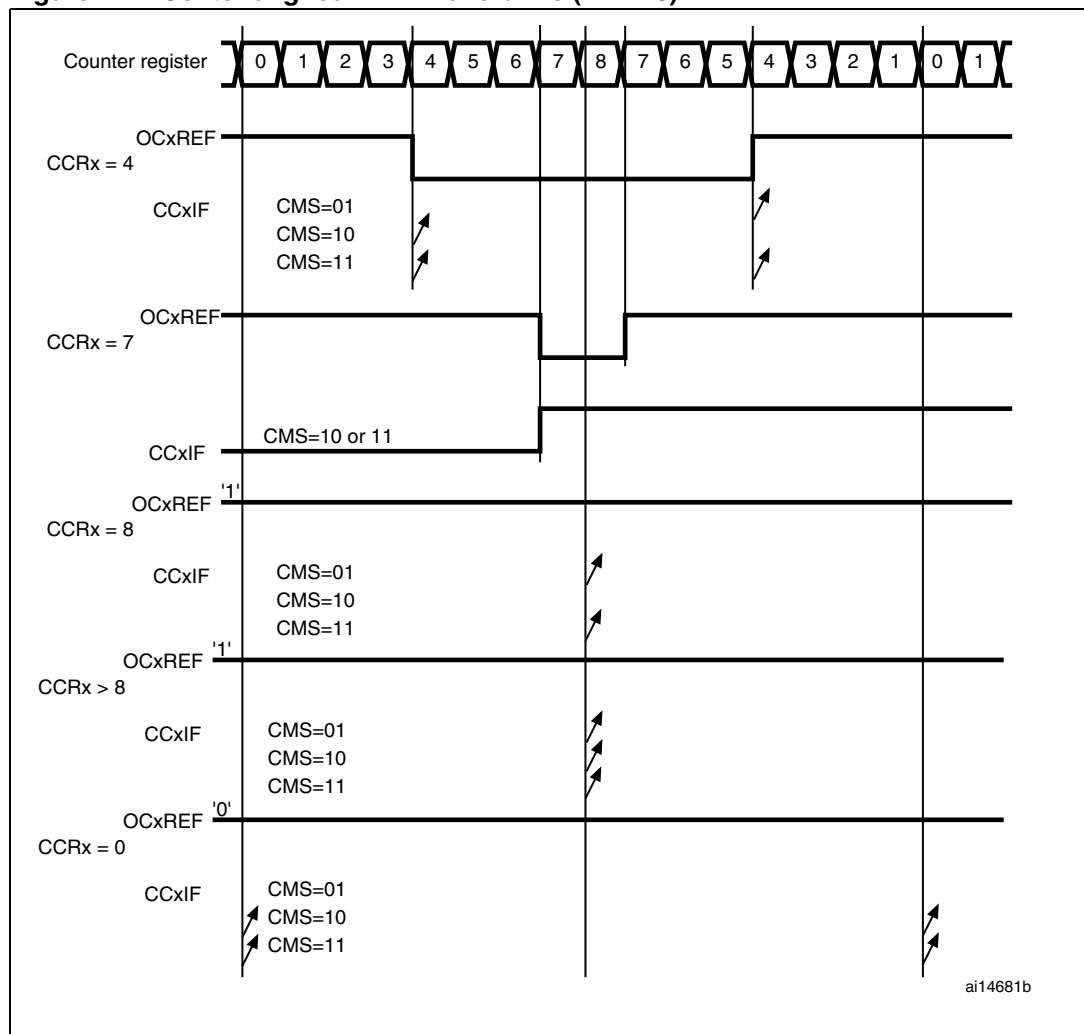 Counter register 0 1 2 3 4 5 6 7 8 7 6 5 4 3 2 1 0 1
OCxREF
CCRx = 4
CCxIF
CMS=01
CMS=10
CMS=11
OCxREF
CCRx = 7
CMS=10 or 11
CCxIF
'1'
OCxREF
CCRx = 8
CCxIF
CMS=01
CMS=10
CMS=11
'1'
OCxREF
CCRx > 8
CCxIF
CMS=01
CMS=10
CMS=11
'0'
OCxREF
CCRx = 0
CCxIF
CMS=01
CMS=10
CMS=11
ai14681b